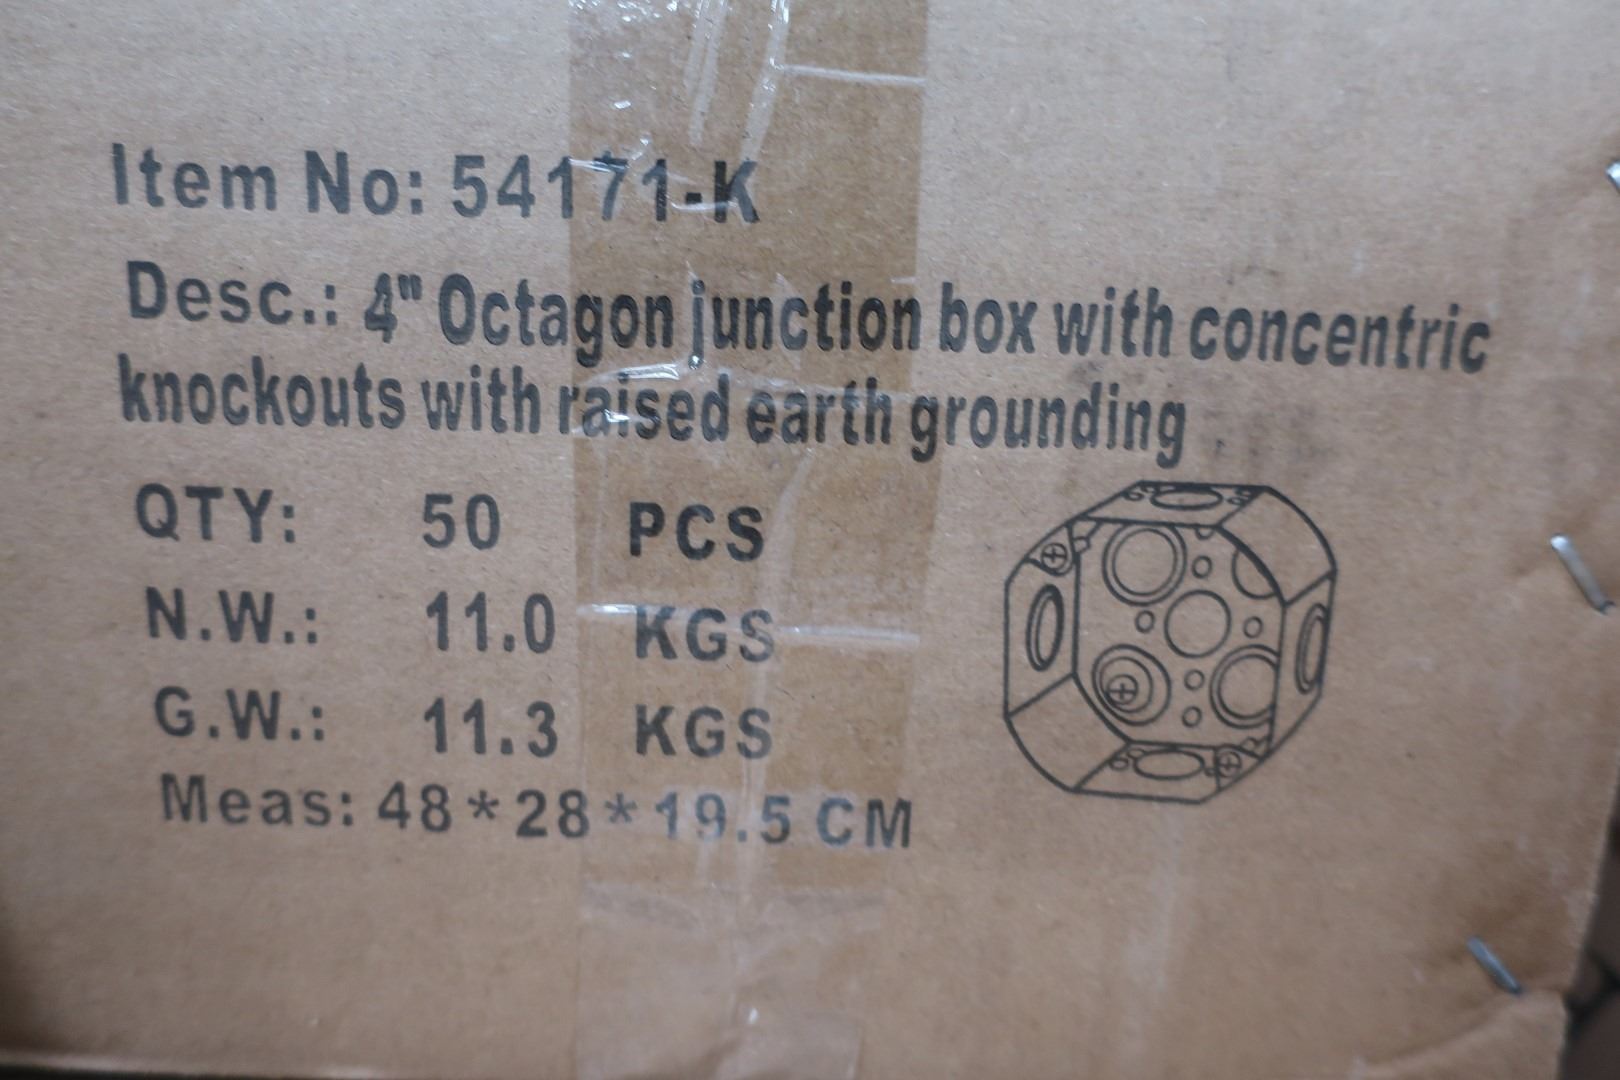 Item No: 54171-K
Desc.: 4" Octagon junction box with concentric
knockouts with raised earth grounding
QTY: 50 PCS
N.W.: 11.0 KGS
G.W.: 11.3 KGS
Meas: 48*28*19.5 CM